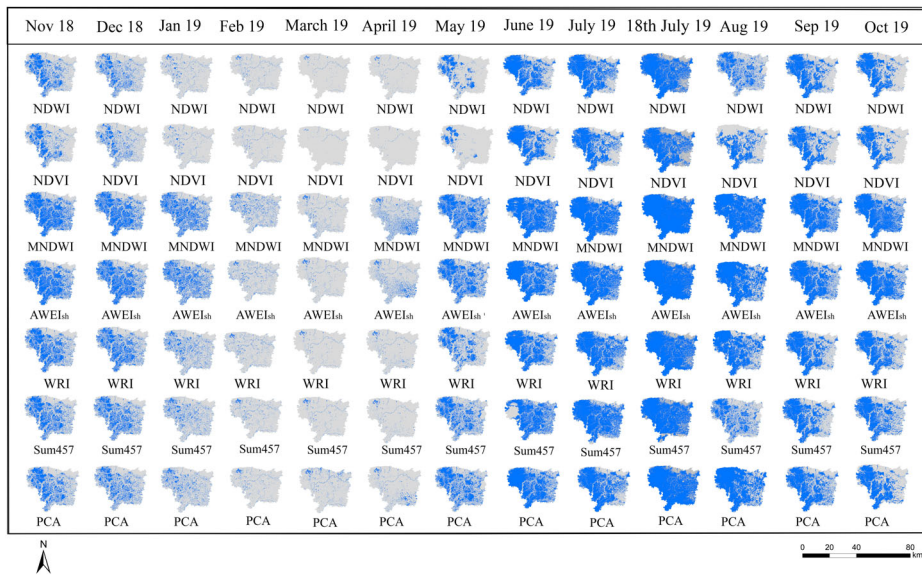 Nov 18 Dec 18 Jan 19 Feb 19 March 19 April 19 May 19 June 19 July 19 18th July 19 Aug 19 Sep 19 Oct 19
NDWI NDWI NDWI NDWI NDWI NDWI NDWI NDWI NDWI NDWI NDWI NDWI NDWI
NDVI NDVI NDVI NDVI NDVI NDVI NDVI NDVI NDVI NDVI NDVI NDVI NDVI
MNDWI MNDWI MNDWI MNDWI MNDWI MNDWI MNDWI MNDWI MNDWI MNDWI MNDWI MNDWI MNDWI
AWEIsh AWEIsh AWEIsh AWEIsh AWEIsh AWEIsh AWEIsh AWEIsh AWEIsh AWEIsh AWEIsh AWEIsh AWEIsh
WRI WRI WRI WRI WRI WRI WRI WRI WRI WRI WRI WRI WRI
Sum457 Sum457 Sum457 Sum457 Sum457 Sum457 Sum457 Sum457 Sum457 Sum457 Sum457 Sum457 Sum457
PCA PCA PCA PCA PCA PCA PCA PCA PCA PCA PCA PCA PCA
N
0 20 40 60 80
km